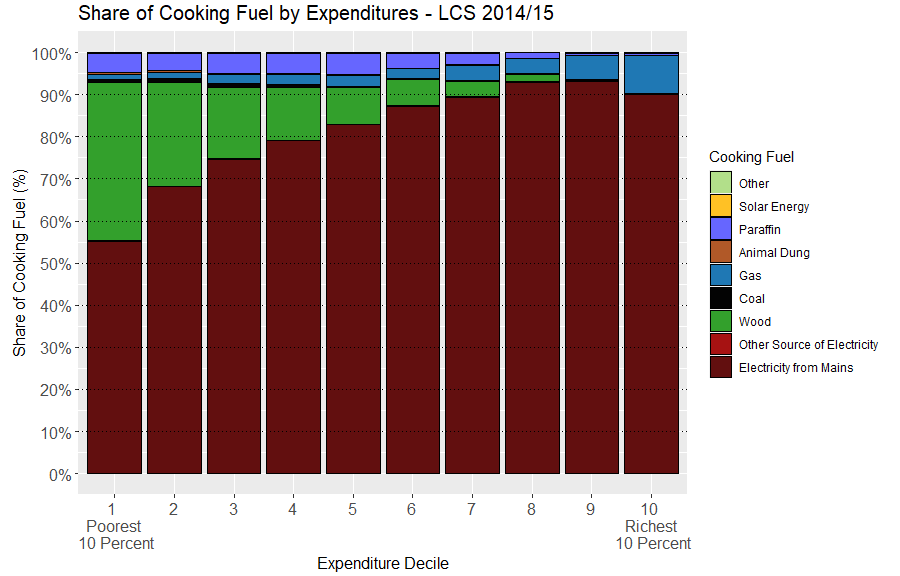 Share of Cooking Fuel by Expenditures - LCS 2014/15
Share of Cooking Fuel (%)
100%
90%
80%
70%
60%
50%
40%
30%
20%
10%
0%
1 2 3 4 5 6 7 8 9 10
Poorest Richest
10 Percent 10 Percent
Expenditure Decile
Cooking Fuel
Other
Solar Energy
Paraffin
Animal Dung
Gas
Coal
Wood
Other Source of Electricity
Electricity from Mains